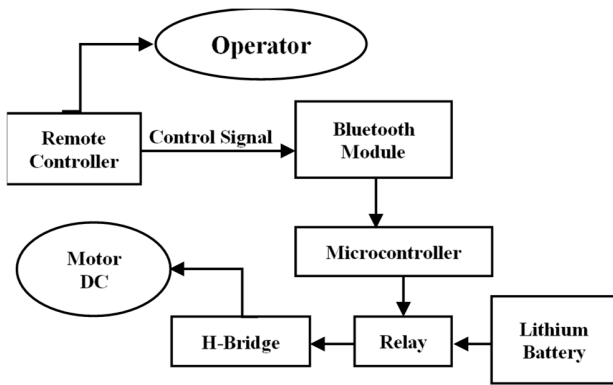 Operator
Remote
Controller
Control Signal
Bluetooth
Module
Microcontroller
Motor
DC
H-Bridge
Relay
Lithium
Battery